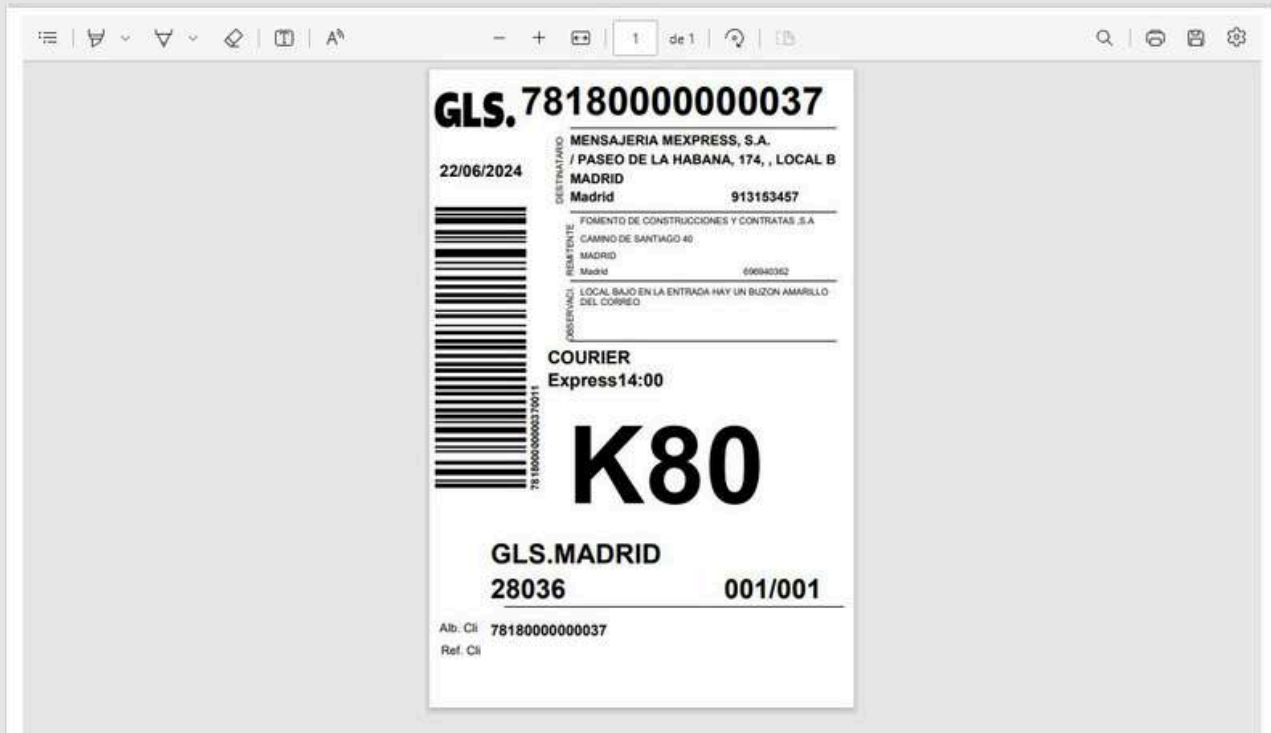 1 de 1
GLS. 78180000000037
22/06/2024
DESTINATARIO
MENSAJERIA MEXPRESS, S.A.
/ PASEO DE LA HABANA, 174, , LOCAL B
MADRID
Madrid 913153457
REMITENTE
FOMENTO DE CONSTRUCCIONES Y CONTRATAS ,S.A
CAMINO DE SANTIAGO 40
MADRID
Madrid 696940362
OBSERVACI.
LOCAL BAJO EN LA ENTRADA HAY UN BUZON AMARILLO
DEL CORREO
COURIER
Express14:00
78180000000370011
K80
GLS.MADRID
28036 001/001
Alb. Cli 78180000000037
Ref. Cli